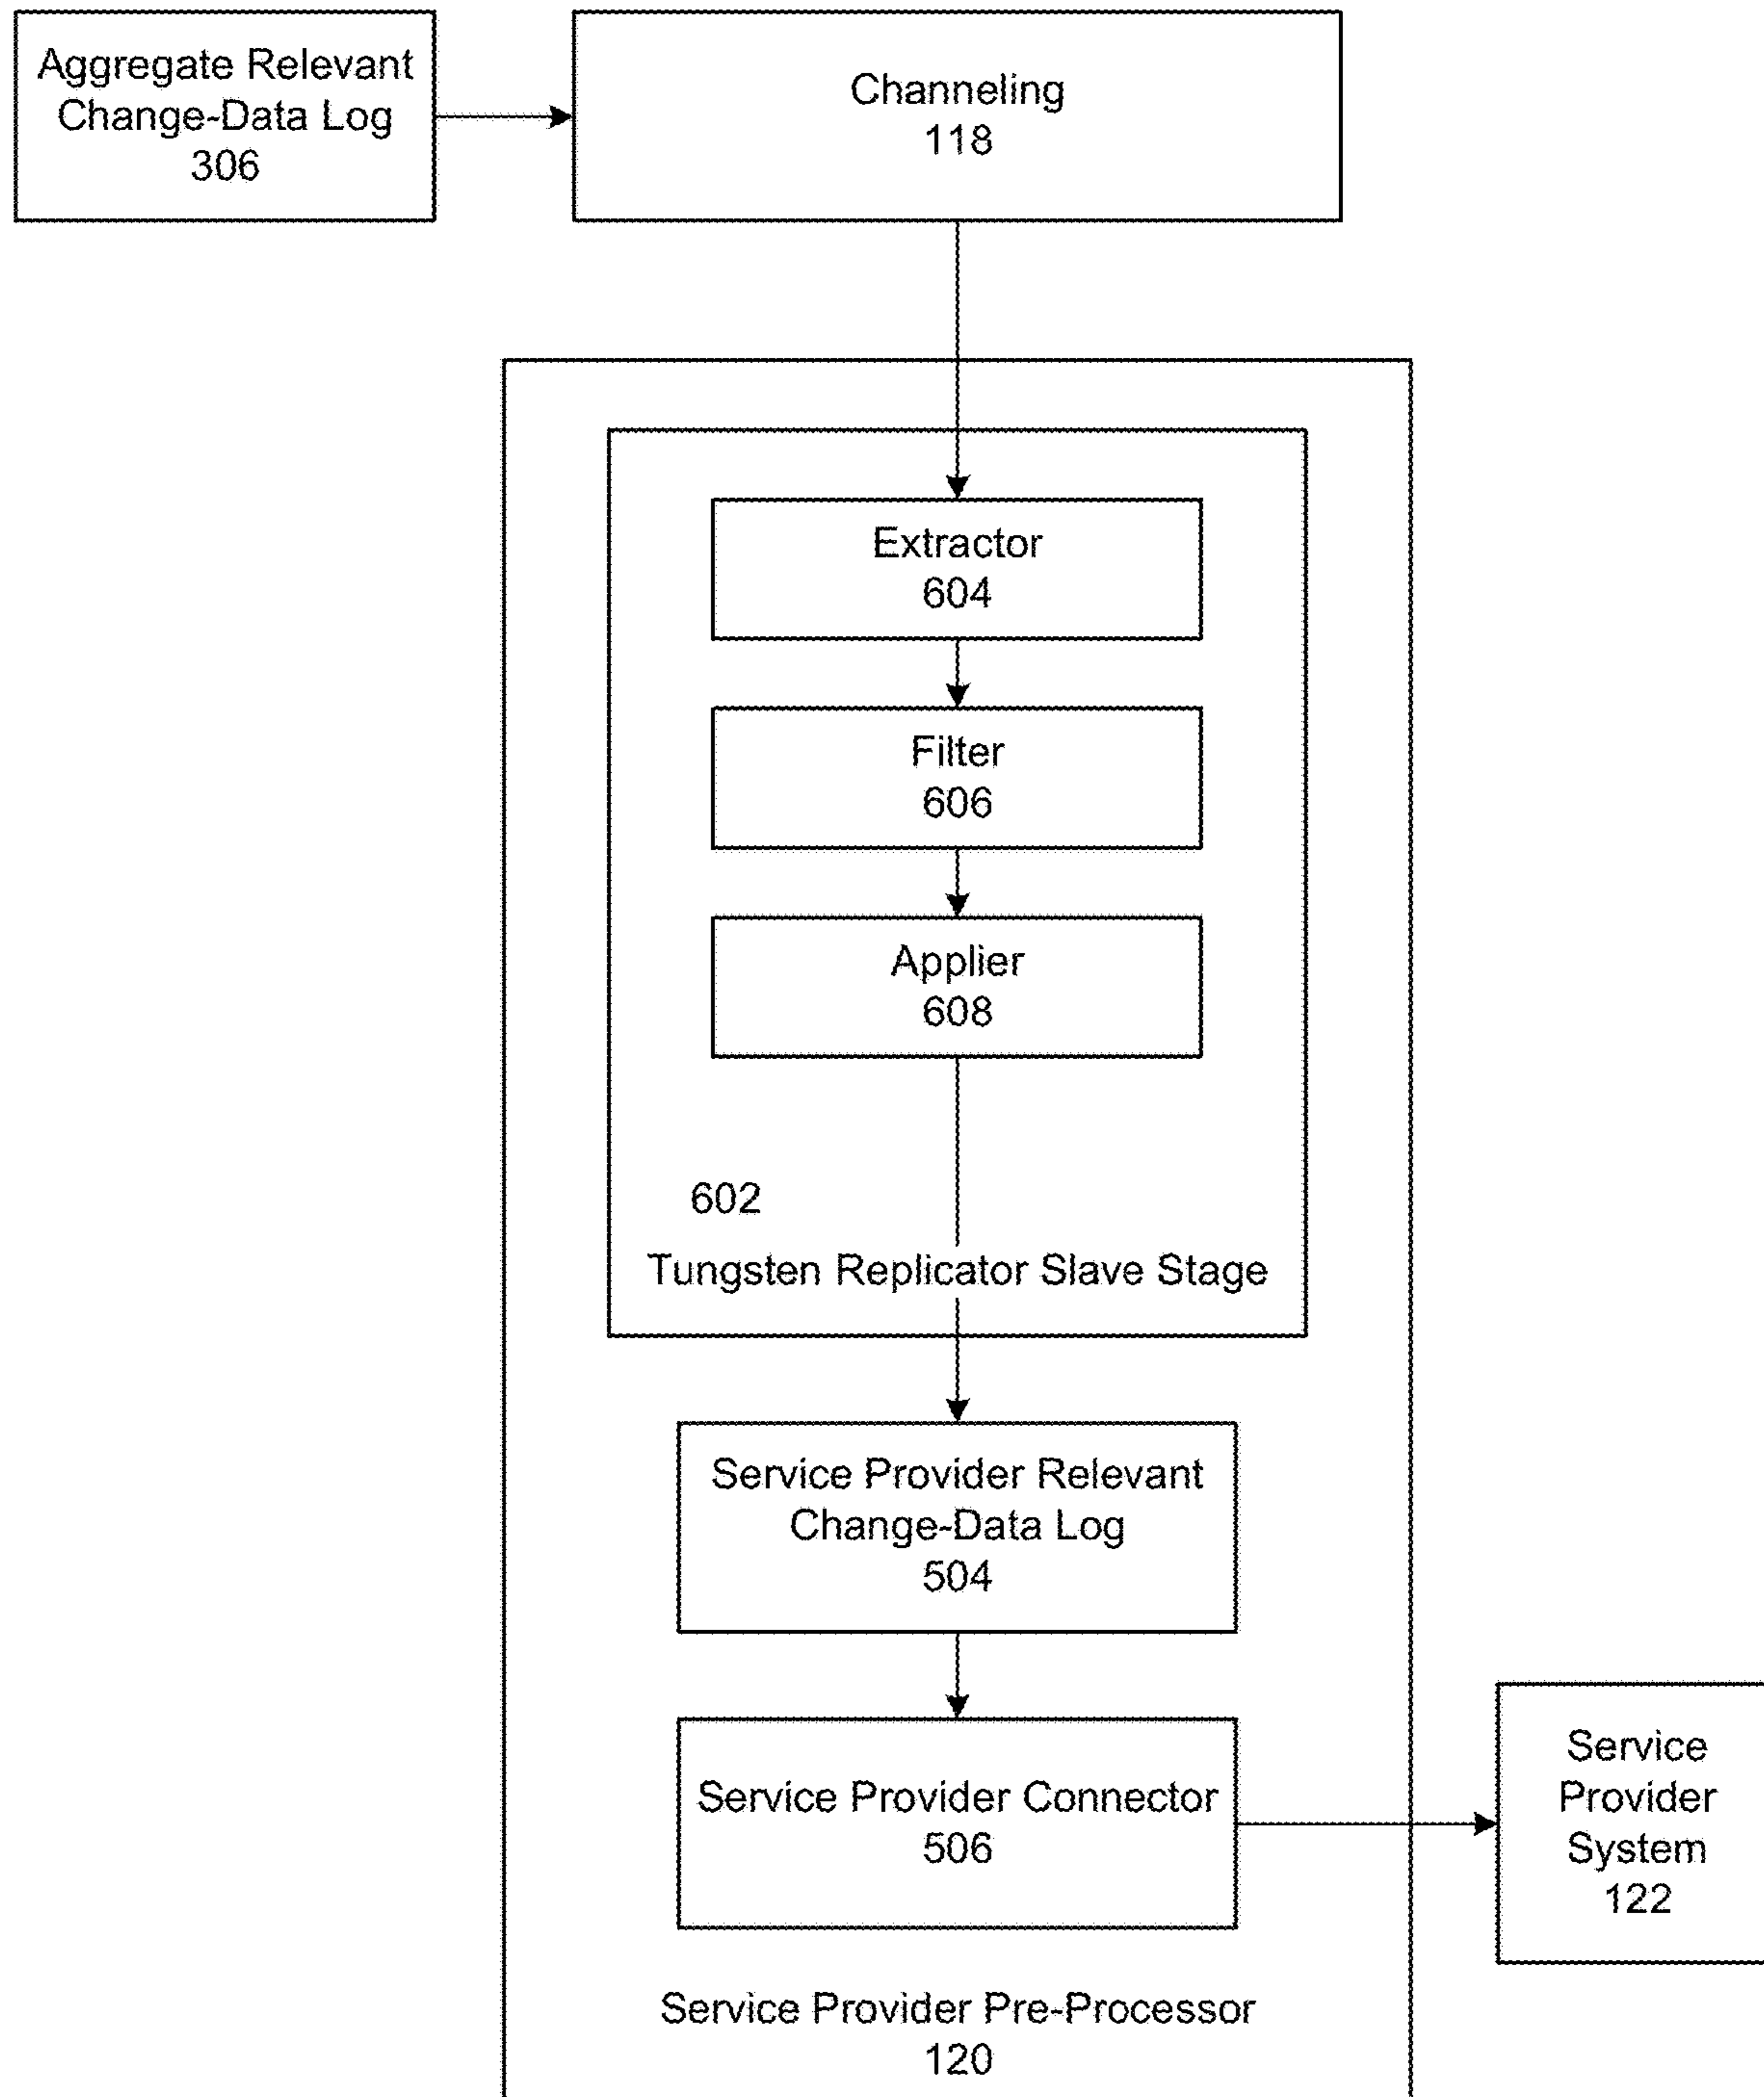 Aggregate Relevant
Change-Data Log
306
Channeling
118
Extractor
604
Filter
606
Applier
608
602
Tungsten Replicator Slave Stage
Service Provider Relevant
Change-Data Log
504
Service Provider Connector
506
Service
Provider
System
122
Service Provider Pre-Processor
120